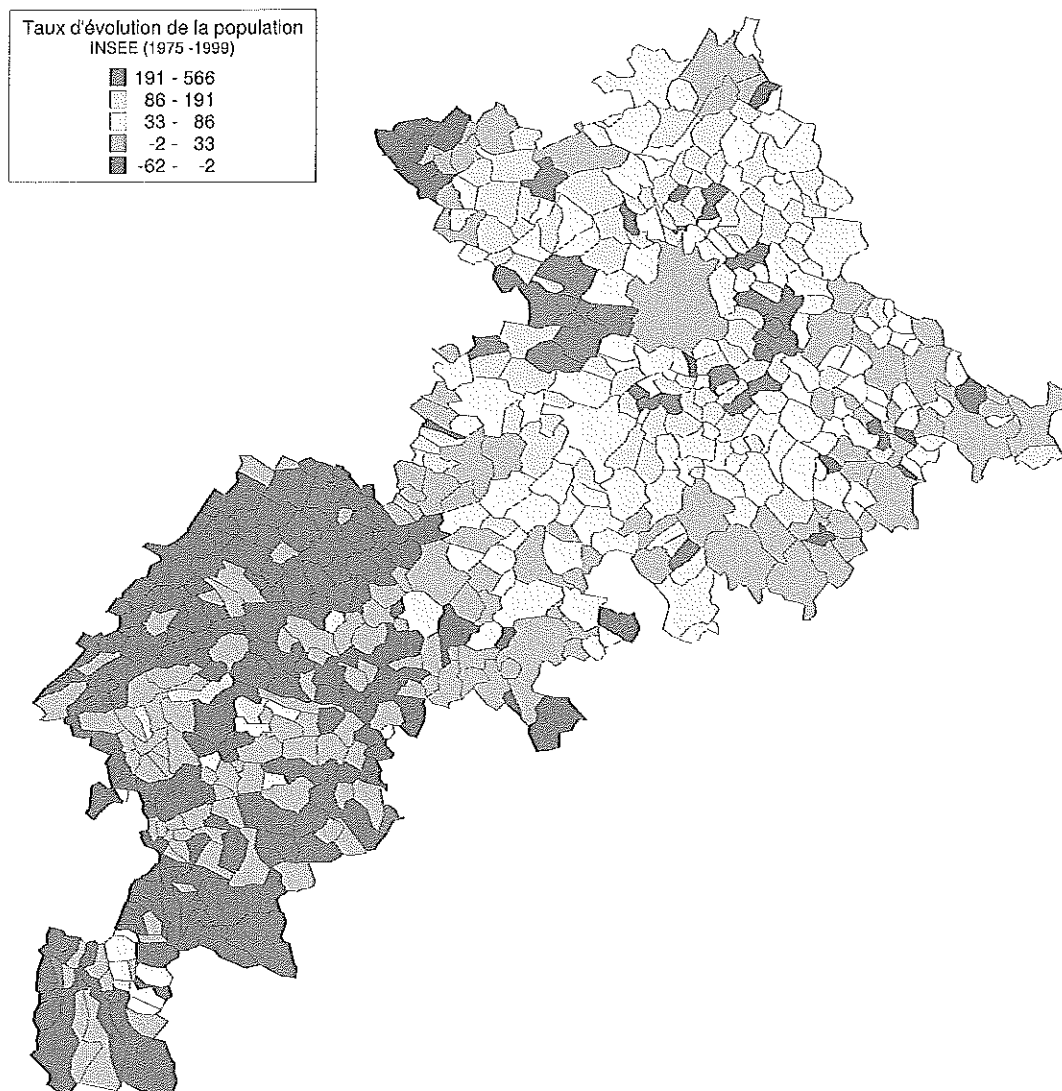 Taux d'évolution de la population
INSEE (1975 -1999)
191 - 566
86 - 191
33 - 86
-2 - 33
-62 - -2